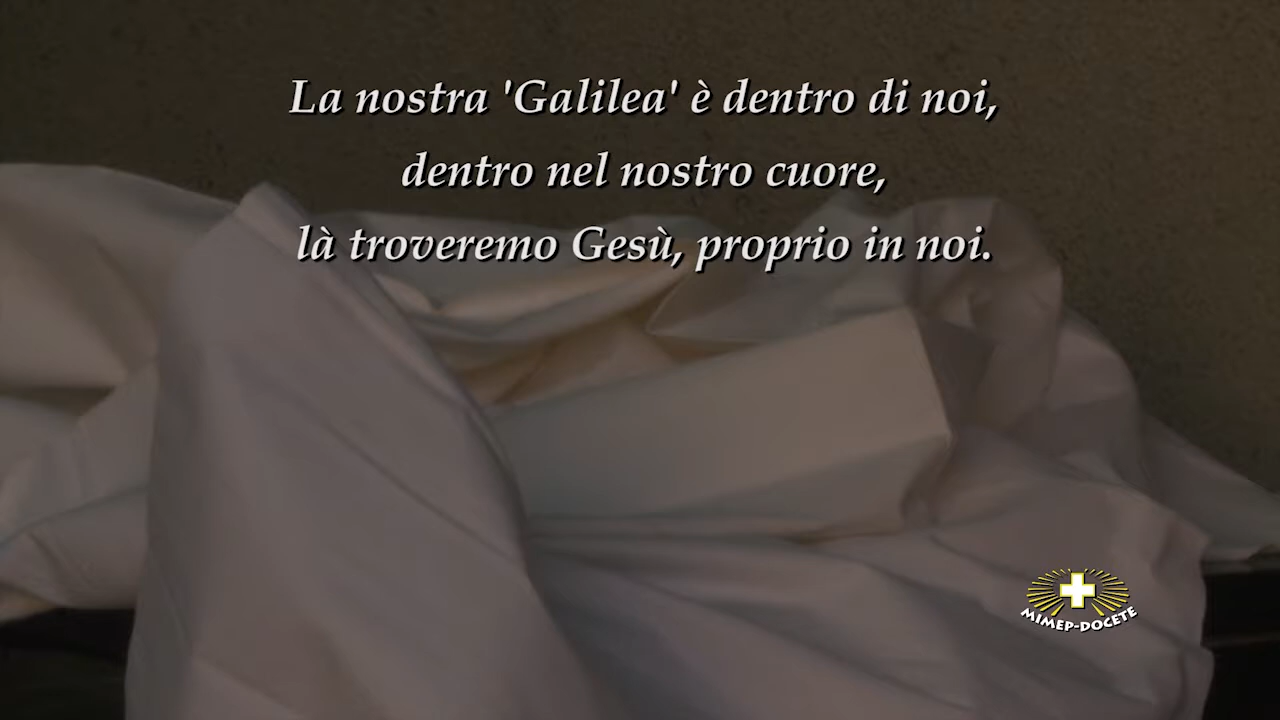 La nostra 'Galilea' è dentro di noi,
dentro nel nostro cuore,
là troveremo Gesù, proprio in noi.
MIMEP-DOCETE